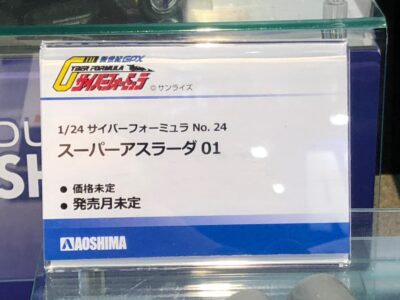 新世紀GPX
CYBER FORMULA
サイバーフォーミュラ
©サンライズ
1/24 サイバーフォーミュラ No. 24
スーパーアスラーダ 01
● 価格未定
● 発売月未定
AOSHIMA